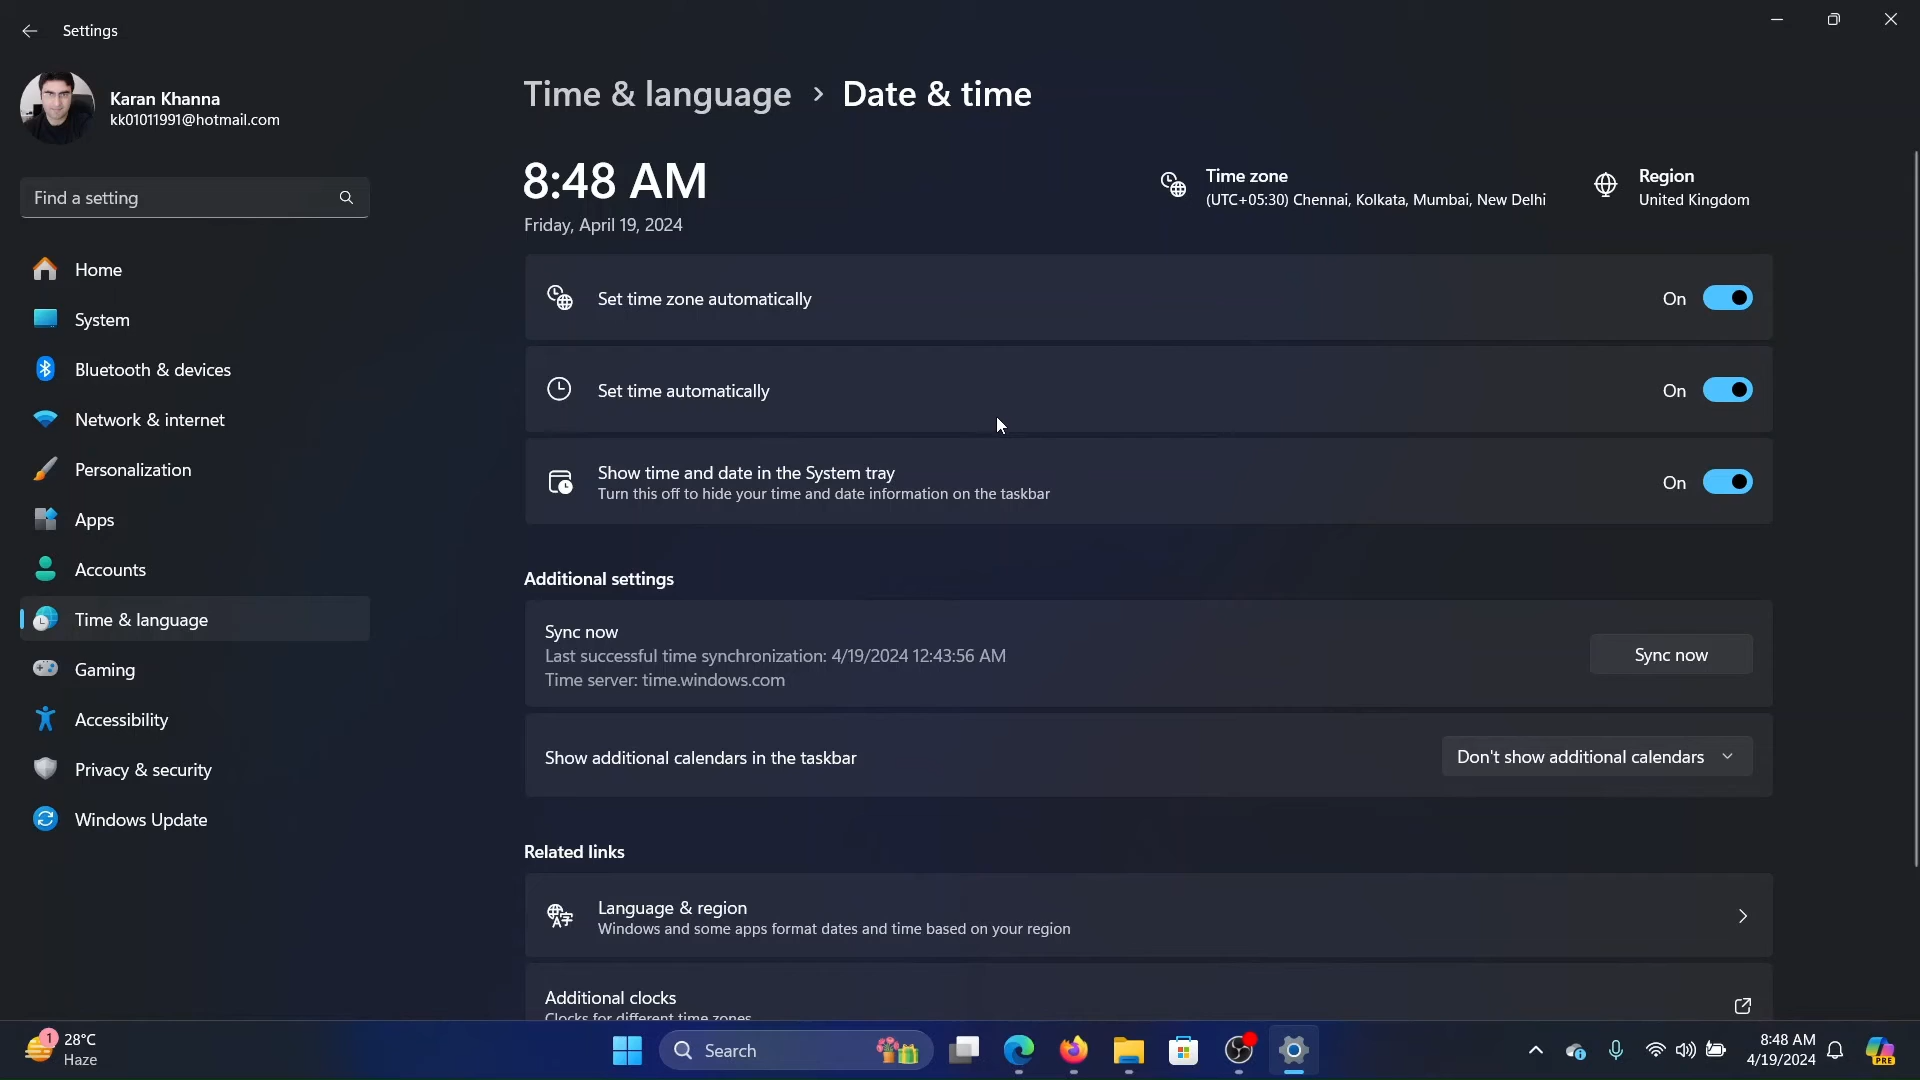 Settings
Karan Khanna
kk01011991@hotmail.com
Find a setting
Home
System
Bluetooth & devices
Network & internet
Personalization
Apps
Accounts
Time & language
Gaming
Accessibility
Privacy & security
Windows Update
Time & language > Date & time
8:48 AM
Friday, April 19, 2024
Time zone
(UTC+05:30) Chennai, Kolkata, Mumbai, New Delhi
Region
United Kingdom
Set time zone automatically
On
Set time automatically
On
Show time and date in the System tray
Turn this off to hide your time and date information on the taskbar
On
Additional settings
Sync now
Last successful time synchronization: 4/19/2024 12:43:56 AM
Time server: time.windows.com
Sync now
Show additional calendars in the taskbar
Don't show additional calendars
Related links
Language & region
Windows and some apps format dates and time based on your region
Additional clocks
Clocks for different time zones
1
28°C
Haze
Search
8:48 AM
4/19/2024
PRE